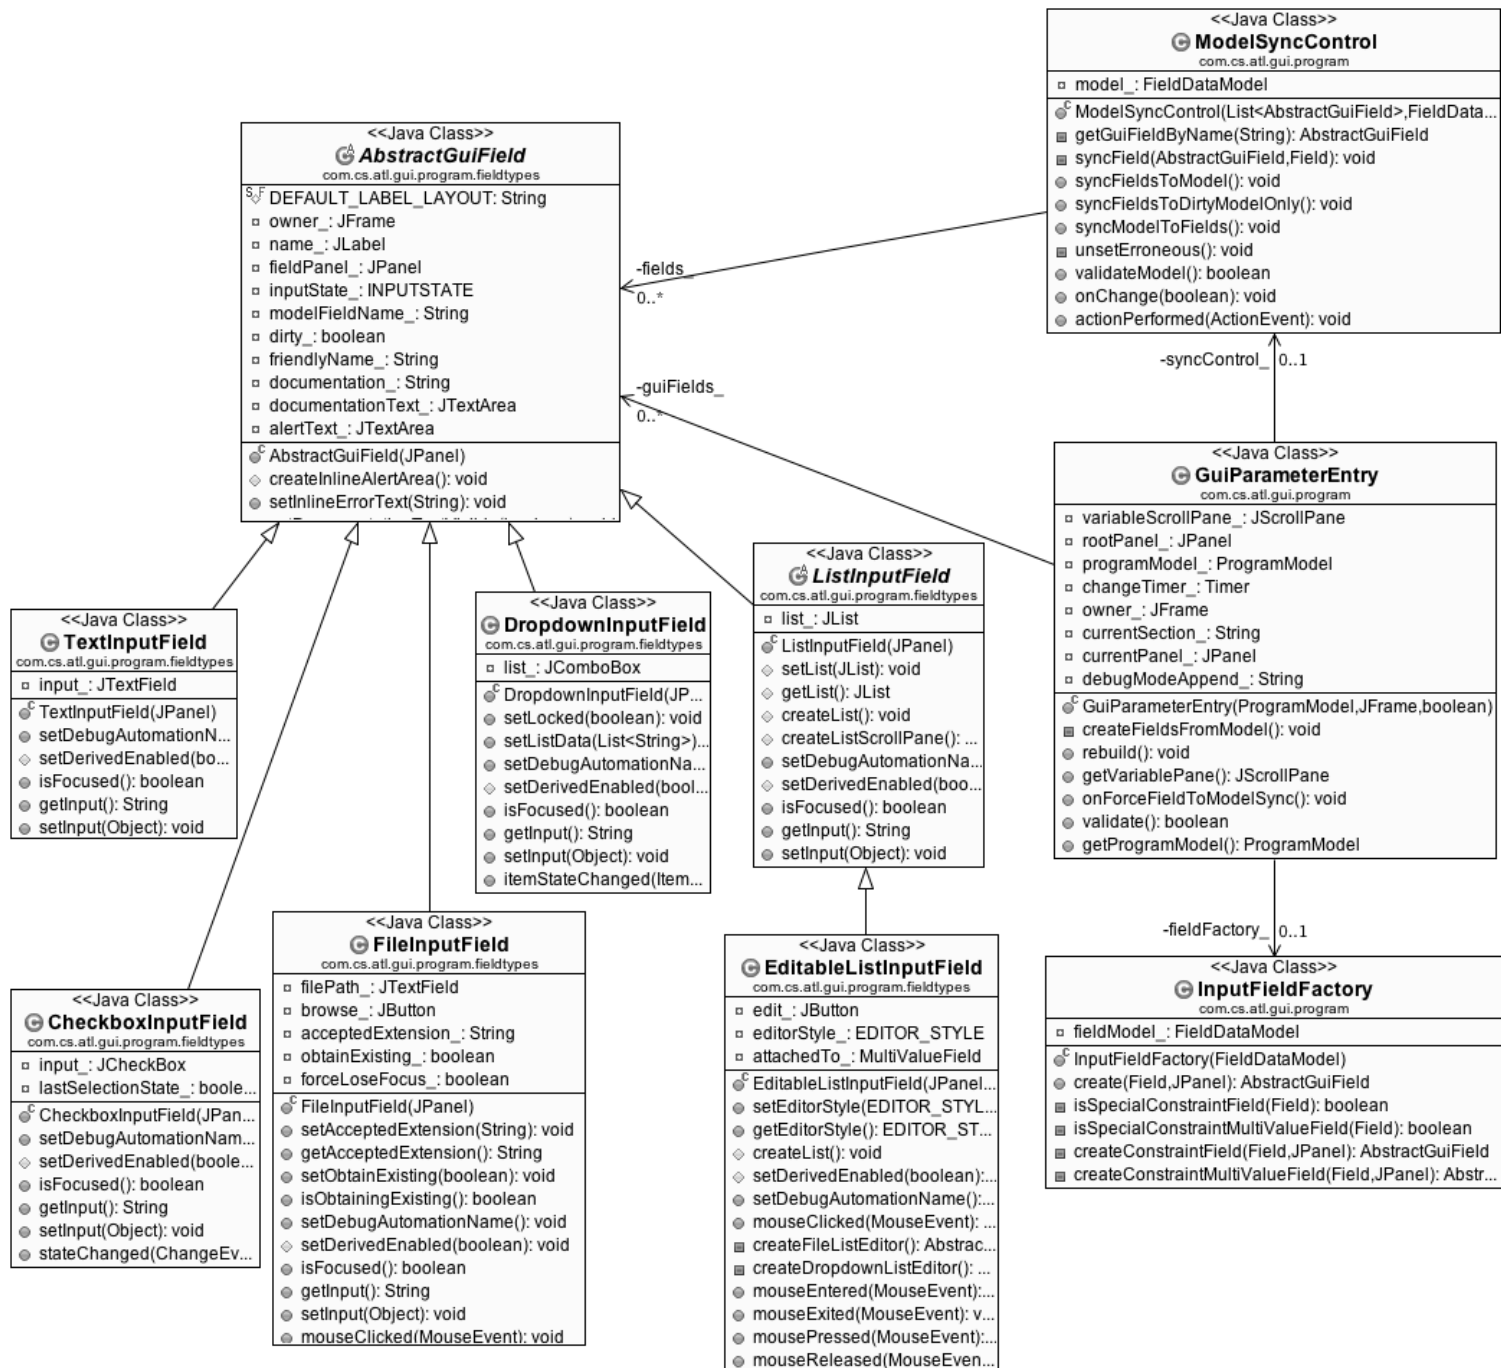 <<Java Class>>
ModelSyncControl
com.cs.atl.gui.program
model_: FieldDataModel
ModelSyncControl(List<AbstractGuiField>,FieldData...
getGuiFieldByName(String): AbstractGuiField
syncField(AbstractGuiField,Field): void
syncFieldsToModel(): void
syncFieldsToDirtyModelOnly(): void
syncModelToFields(): void
unsetErroneous(): void
validateModel(): boolean
onChange(boolean): void
actionPerformed(ActionEvent): void
<<Java Class>>
AbstractGuiField
com.cs.atl.gui.program.fieldtypes
DEFAULT_LABEL_LAYOUT: String
owner_: JFrame
name_: JLabel
fieldPanel_: JPanel
inputState_: INPUTSTATE
modelFieldName_: String
dirty_: boolean
friendlyName_: String
documentation_: String
documentationText_: JTextArea
alertText_: JTextArea
AbstractGuiField(JPanel)
createInlineAlertArea(): void
setInlineErrorText(String): void
-fields_
0..*
-guiFields_
0..*
-syncControl_
0..1
<<Java Class>>
GuiParameterEntry
com.cs.atl.gui.program
variableScrollPane_: JScrollPane
rootPanel_: JPanel
programModel_: ProgramModel
changeTimer_: Timer
owner_: JFrame
currentSection_: String
currentPanel_: JPanel
debugModeAppend_: String
GuiParameterEntry(ProgramModel,JFrame,boolean)
createFieldsFromModel(): void
rebuild(): void
getVariablePane(): JScrollPane
onForceFieldToModelSync(): void
validate(): boolean
getProgramModel(): ProgramModel
<<Java Class>>
ListInputField
com.cs.atl.gui.program.fieldtypes
list_: JList
ListInputField(JPanel)
setList(JList): void
getList(): JList
createList(): void
createListScrollPane(): ...
setDebugAutomationNa...
setDerivedEnabled(boo...
isFocused(): boolean
getInput(): String
setInput(Object): void
<<Java Class>>
DropdownInputField
com.cs.atl.gui.program.fieldtypes
list_: JComboBox
DropdownInputField(JP...
setLocked(boolean): void
setListData(List<String>)...
setDebugAutomationNa...
setDerivedEnabled(bool...
isFocused(): boolean
getInput(): String
setInput(Object): void
itemStateChanged(Item...
<<Java Class>>
TextInputField
com.cs.atl.gui.program.fieldtypes
input_: JTextField
TextInputField(JPanel)
setDebugAutomationN...
setDerivedEnabled(bo...
isFocused(): boolean
getInput(): String
setInput(Object): void
<<Java Class>>
FileInputField
com.cs.atl.gui.program.fieldtypes
filePath_: JTextField
browse_: JButton
acceptedExtension_: String
obtainExisting_: boolean
forceLoseFocus_: boolean
FileInputField(JPanel)
setAcceptedExtension(String): void
getAcceptedExtension(): String
setObtainExisting(boolean): void
isObtainingExisting(): boolean
setDebugAutomationName(): void
setDerivedEnabled(boolean): void
isFocused(): boolean
getInput(): String
setInput(Object): void
mouseClicked(MouseEvent): void
<<Java Class>>
CheckboxInputField
com.cs.atl.gui.program.fieldtypes
input_: JCheckBox
lastSelectionState_: boole...
CheckboxInputField(JPan...
setDebugAutomationNam...
setDerivedEnabled(boole...
isFocused(): boolean
getInput(): String
setInput(Object): void
stateChanged(ChangeEv...
<<Java Class>>
EditableListInputField
com.cs.atl.gui.program.fieldtypes
edit_: JButton
editorStyle_: EDITOR_STYLE
attachedTo_: MultiValueField
EditableListInputField(JPanel...
setEditorStyle(EDITOR_STYL...
getEditorStyle(): EDITOR_ST...
createList(): void
setDerivedEnabled(boolean):...
setDebugAutomationName():...
mouseClicked(MouseEvent): ...
createFileListEditor(): Abstrac...
createDropdownListEditor(): ...
mouseEntered(MouseEvent):...
mouseExited(MouseEvent): v...
mousePressed(MouseEvent):...
mouseReleased(MouseEven...
-fieldFactory_
0..1
<<Java Class>>
InputFieldFactory
com.cs.atl.gui.program
fieldModel_: FieldDataModel
InputFieldFactory(FieldDataModel)
create(Field,JPanel): AbstractGuiField
isSpecialConstraintField(Field): boolean
isSpecialConstraintMultiValueField(Field): boolean
createConstraintField(Field,JPanel): AbstractGuiField
createConstraintMultiValueField(Field,JPanel): Abstr...